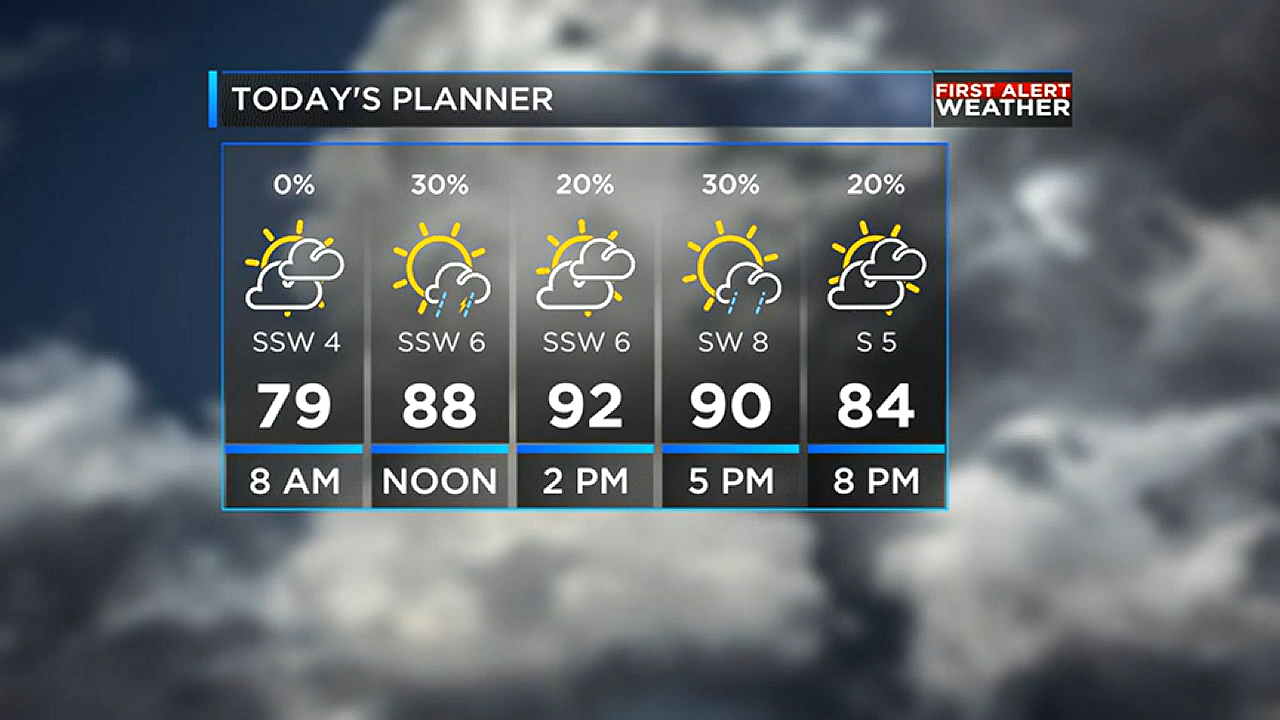 TODAY'S PLANNER
FIRST ALERT
WEATHER
0% 30% 20% 30% 20%
SSW 4 SSW 6 SSW 6 SW 8 S 5
79 88 92 90 84
8 AM NOON 2 PM 5 PM 8 PM